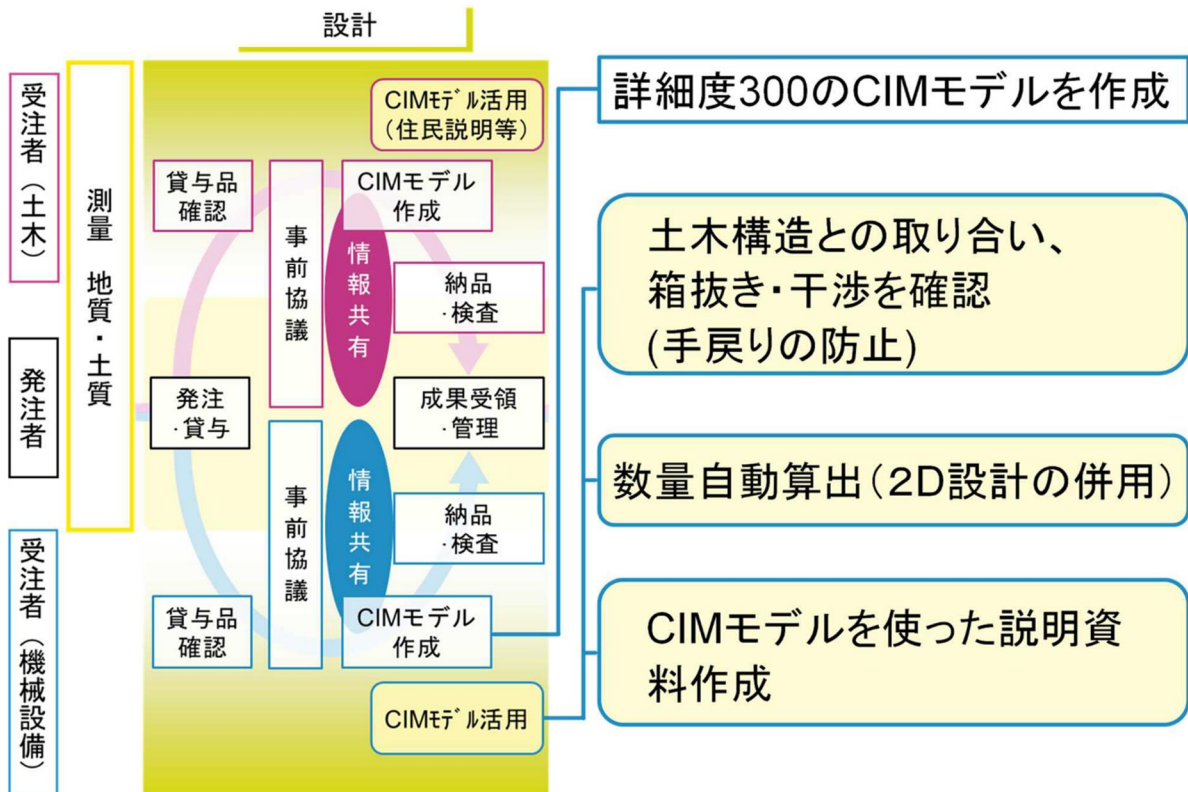 設計
受注者（土木）
発注者
受注者（機械設備）
測量　地質・土質
CIMﾓﾃﾞﾙ活用
（住民説明等）
貸与品
確認
事前協議
情報共有
CIMモデル
作成
納品
・検査
発注
・貸与
成果受領
・管理
事前協議
情報共有
納品
・検査
貸与品
確認
CIMモデル
作成
CIMﾓﾃﾞﾙ活用
詳細度300のCIMモデルを作成
土木構造との取り合い、
箱抜き・干渉を確認
(手戻りの防止)
数量自動算出（2D設計の併用）
CIMモデルを使った説明資
料作成